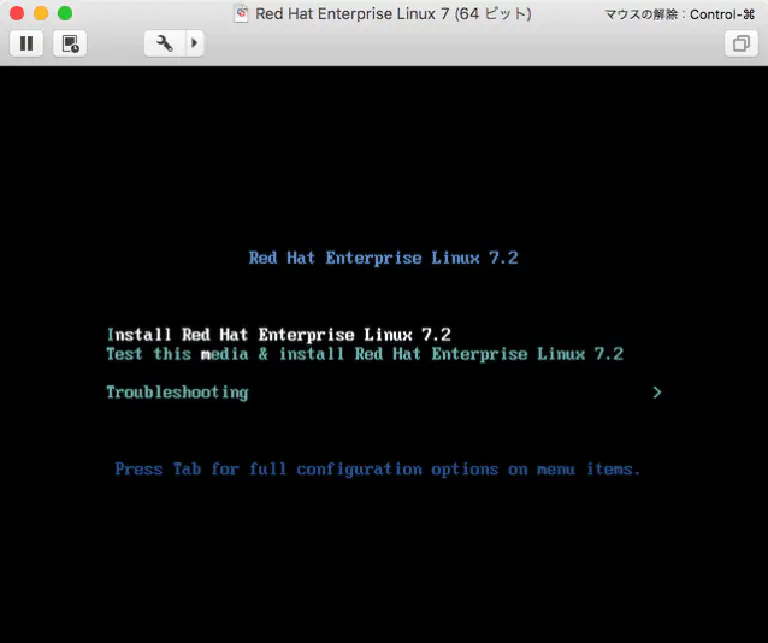 Red Hat Enterprise Linux 7 (64 ビット)
マウスの解除：Control-⌘
Red Hat Enterprise Linux 7.2
Install Red Hat Enterprise Linux 7.2
Test this media & install Red Hat Enterprise Linux 7.2
Troubleshooting >
Press Tab for full configuration options on menu items.